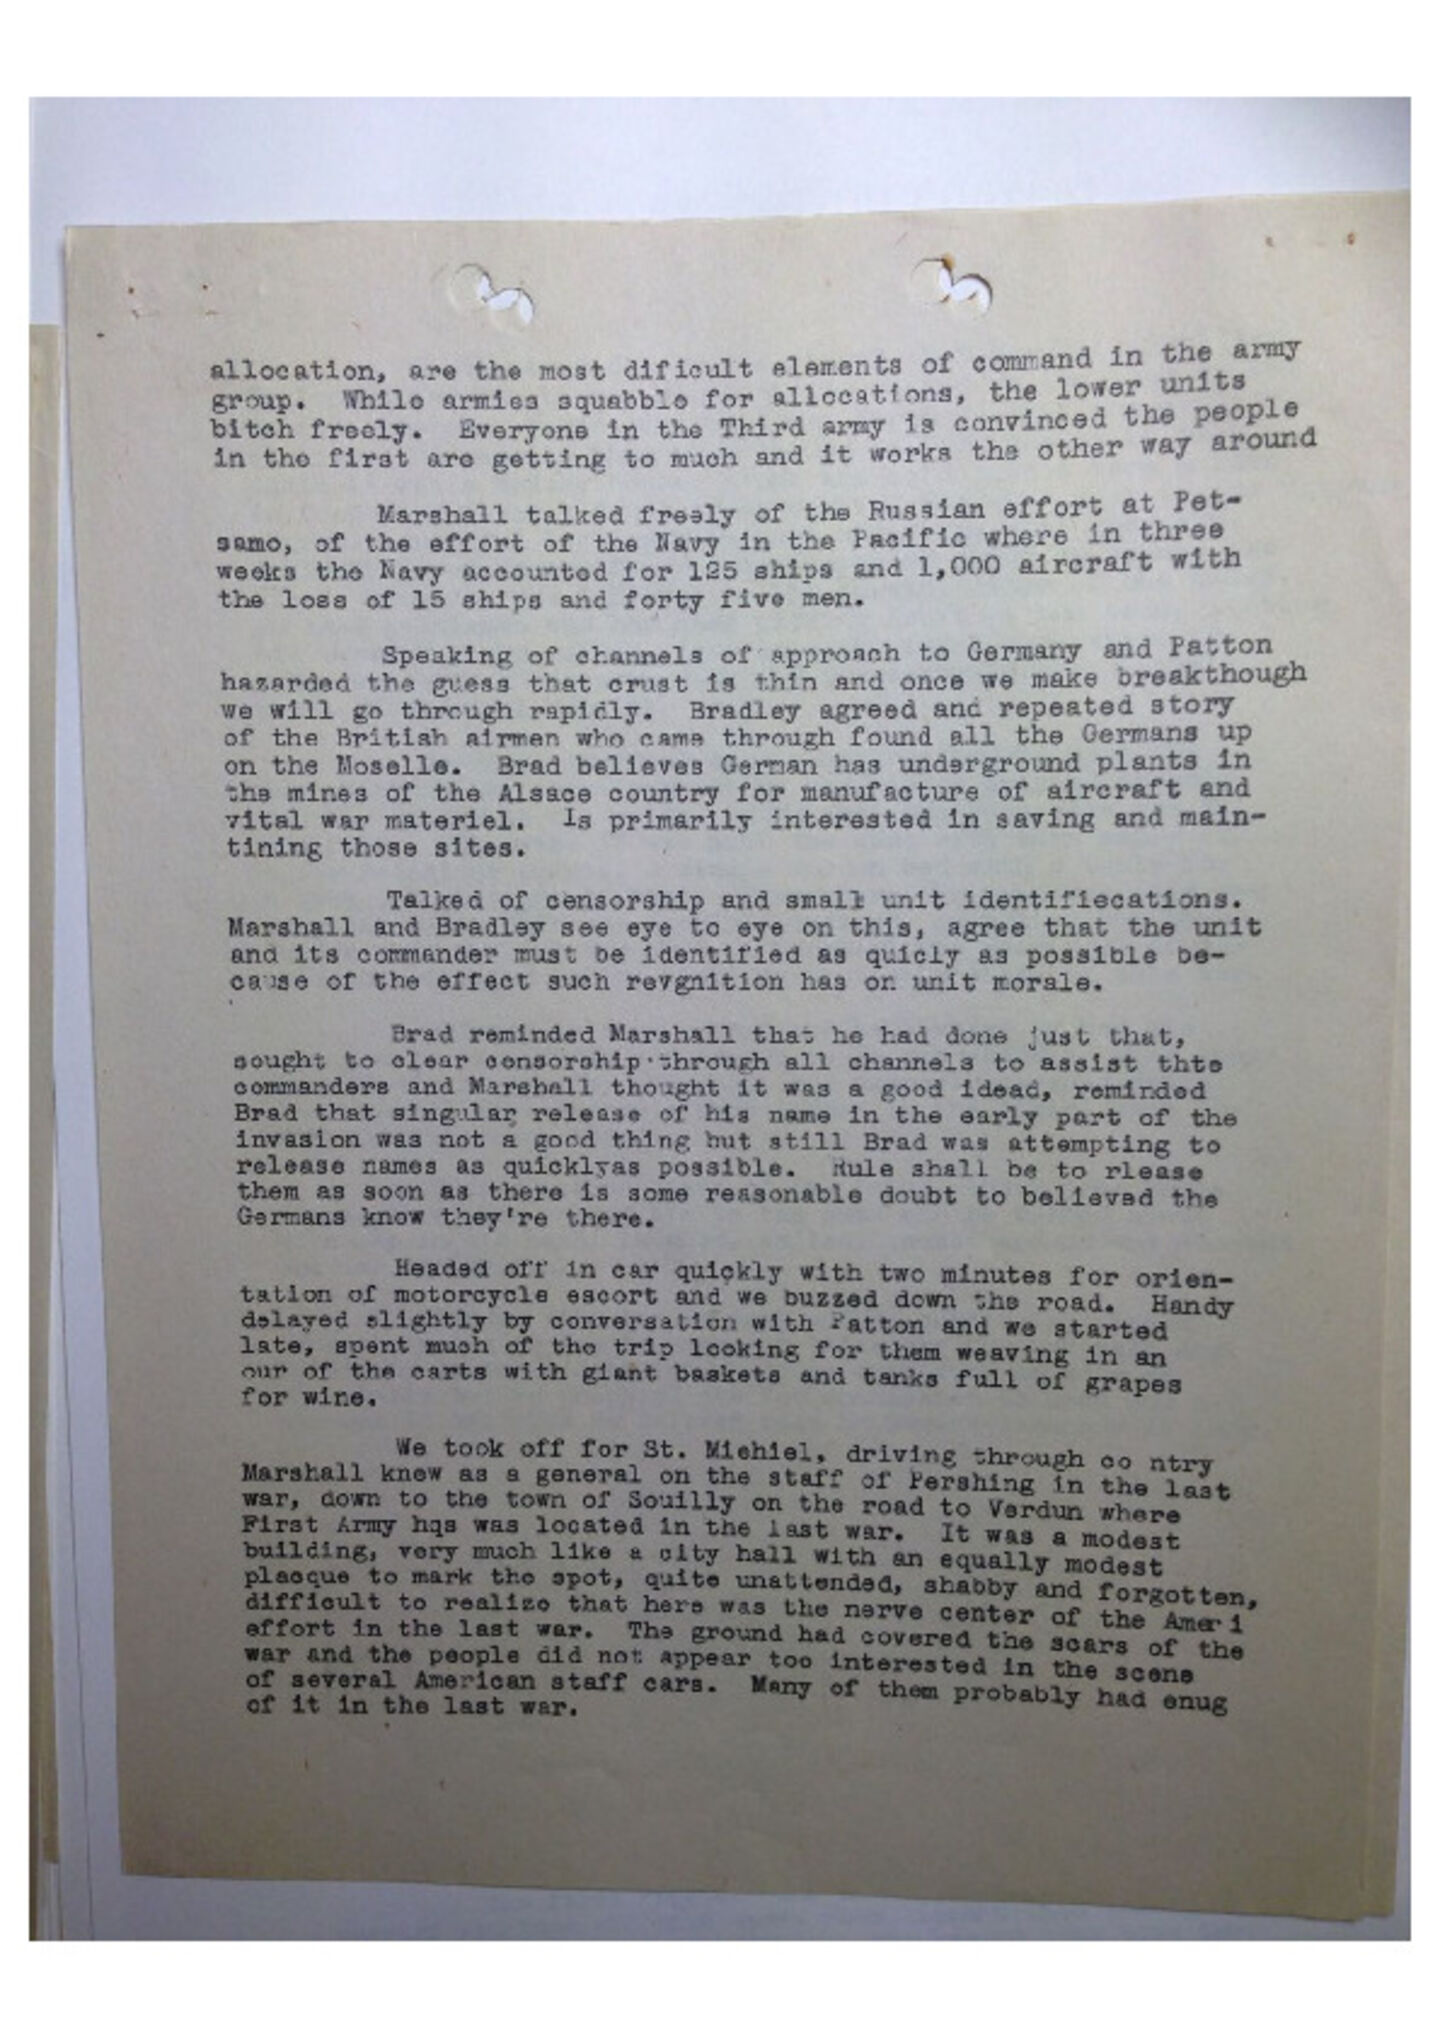 allocation, are the most dificult elements of command in the army
group. While armies squabble for allocations, the lower units
bitch freely. Everyone in the Third army is convinced the people
in the first are getting to much and it works the other way around
Marshall talked freely of the Russian effort at Pet-
samo, of the effort of the Navy in the Pacific where in three
weeks the Navy accounted for 125 ships and 1,000 aircraft with
the loss of 15 ships and forty five men.
Speaking of channels of approach to Germany and Patton
hazarded the guess that crust is thin and once we make breakthough
we will go through rapidly. Bradley agreed and repeated story
of the British airmen who came through found all the Germans up
on the Moselle. Brad believes German has underground plants in
the mines of the Alsace country for manufacture of aircraft and
vital war materiel. Is primarily interested in saving and main-
tining those sites.
Talked of censorship and small unit identifiecations.
Marshall and Bradley see eye to eye on this, agree that the unit
and its commander must be identified as quicly as possible be-
cause of the effect such revgnition has on unit morale.
Brad reminded Marshall that he had done just that,
sought to clear censorship through all channels to assist thte
commanders and Marshall thought it was a good idead, reminded
Brad that singular release of his name in the early part of the
invasion was not a good thing but still Brad was attempting to
release names as quicklyas possible. Rule shall be to rlease
them as soon as there is some reasonable doubt to believed the
Germans know they're there.
Headed off in car quickly with two minutes for orien-
tation of motorcycle escort and we buzzed down the road. Handy
delayed slightly by conversation with Patton and we started
late, spent much of the trip looking for them weaving in an
our of the carts with giant baskets and tanks full of grapes
for wine.
We took off for St. Miehiel, driving through co ntry
Marshall knew as a general on the staff of Pershing in the last
war, down to the town of Souilly on the road to Verdun where
First Army hqs was located in the last war. It was a modest
building, very much like a city hall with an equally modest
placque to mark the spot, quite unattended, shabby and forgotten,
difficult to realize that here was the nerve center of the Ameri
effort in the last war. The ground had covered the scars of the
war and the people did not appear too interested in the scene
of several American staff cars. Many of them probably had enug
of it in the last war.